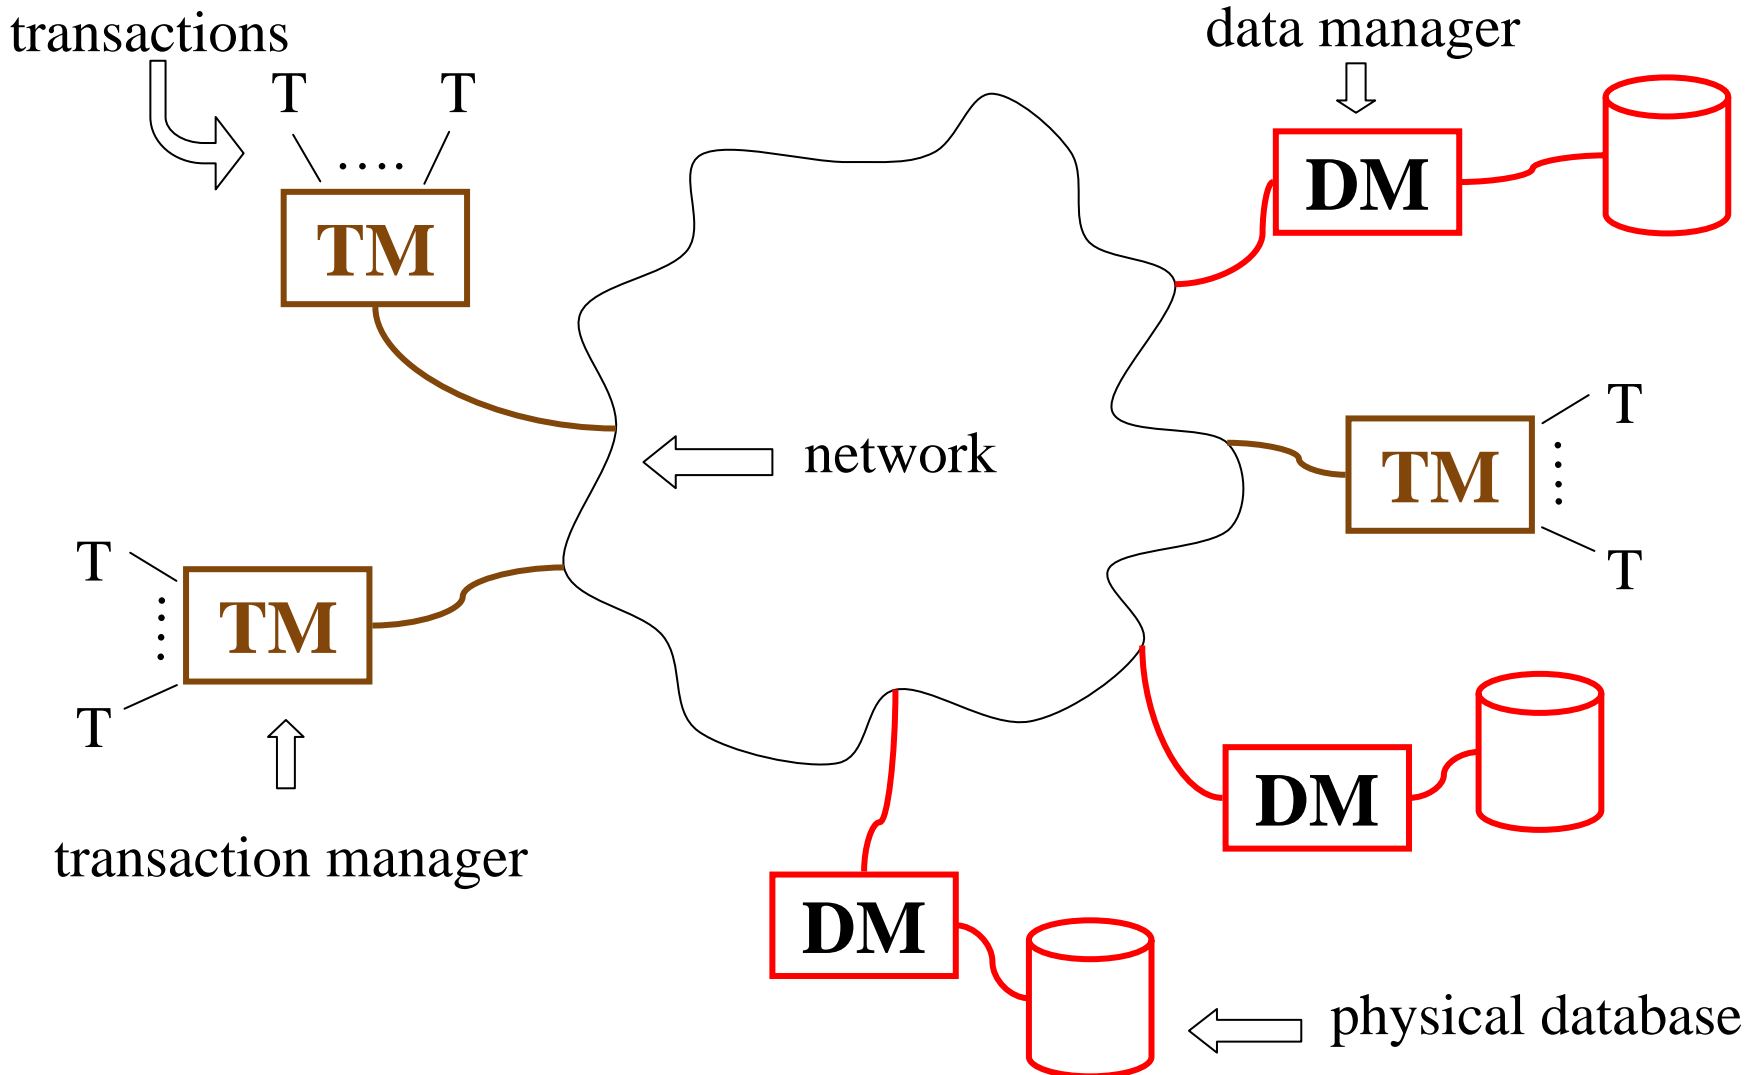 transactions
data manager
T T
....
DM
TM
T
network
TM
....
T
T
TM
....
T
DM
transaction manager
DM
physical database